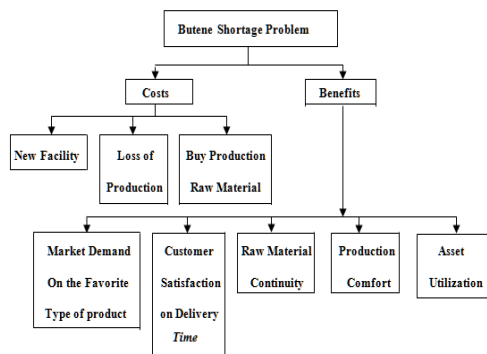 Butene Shortage Problem
Costs
Benefits
New Facility
Loss of
Production
Buy Production
Raw Material
Market Demand
On the Favorite
Type of product
Customer
Satisfaction
on Delivery
Time
Raw Material
Continuity
Production
Comfort
Asset
Utilization